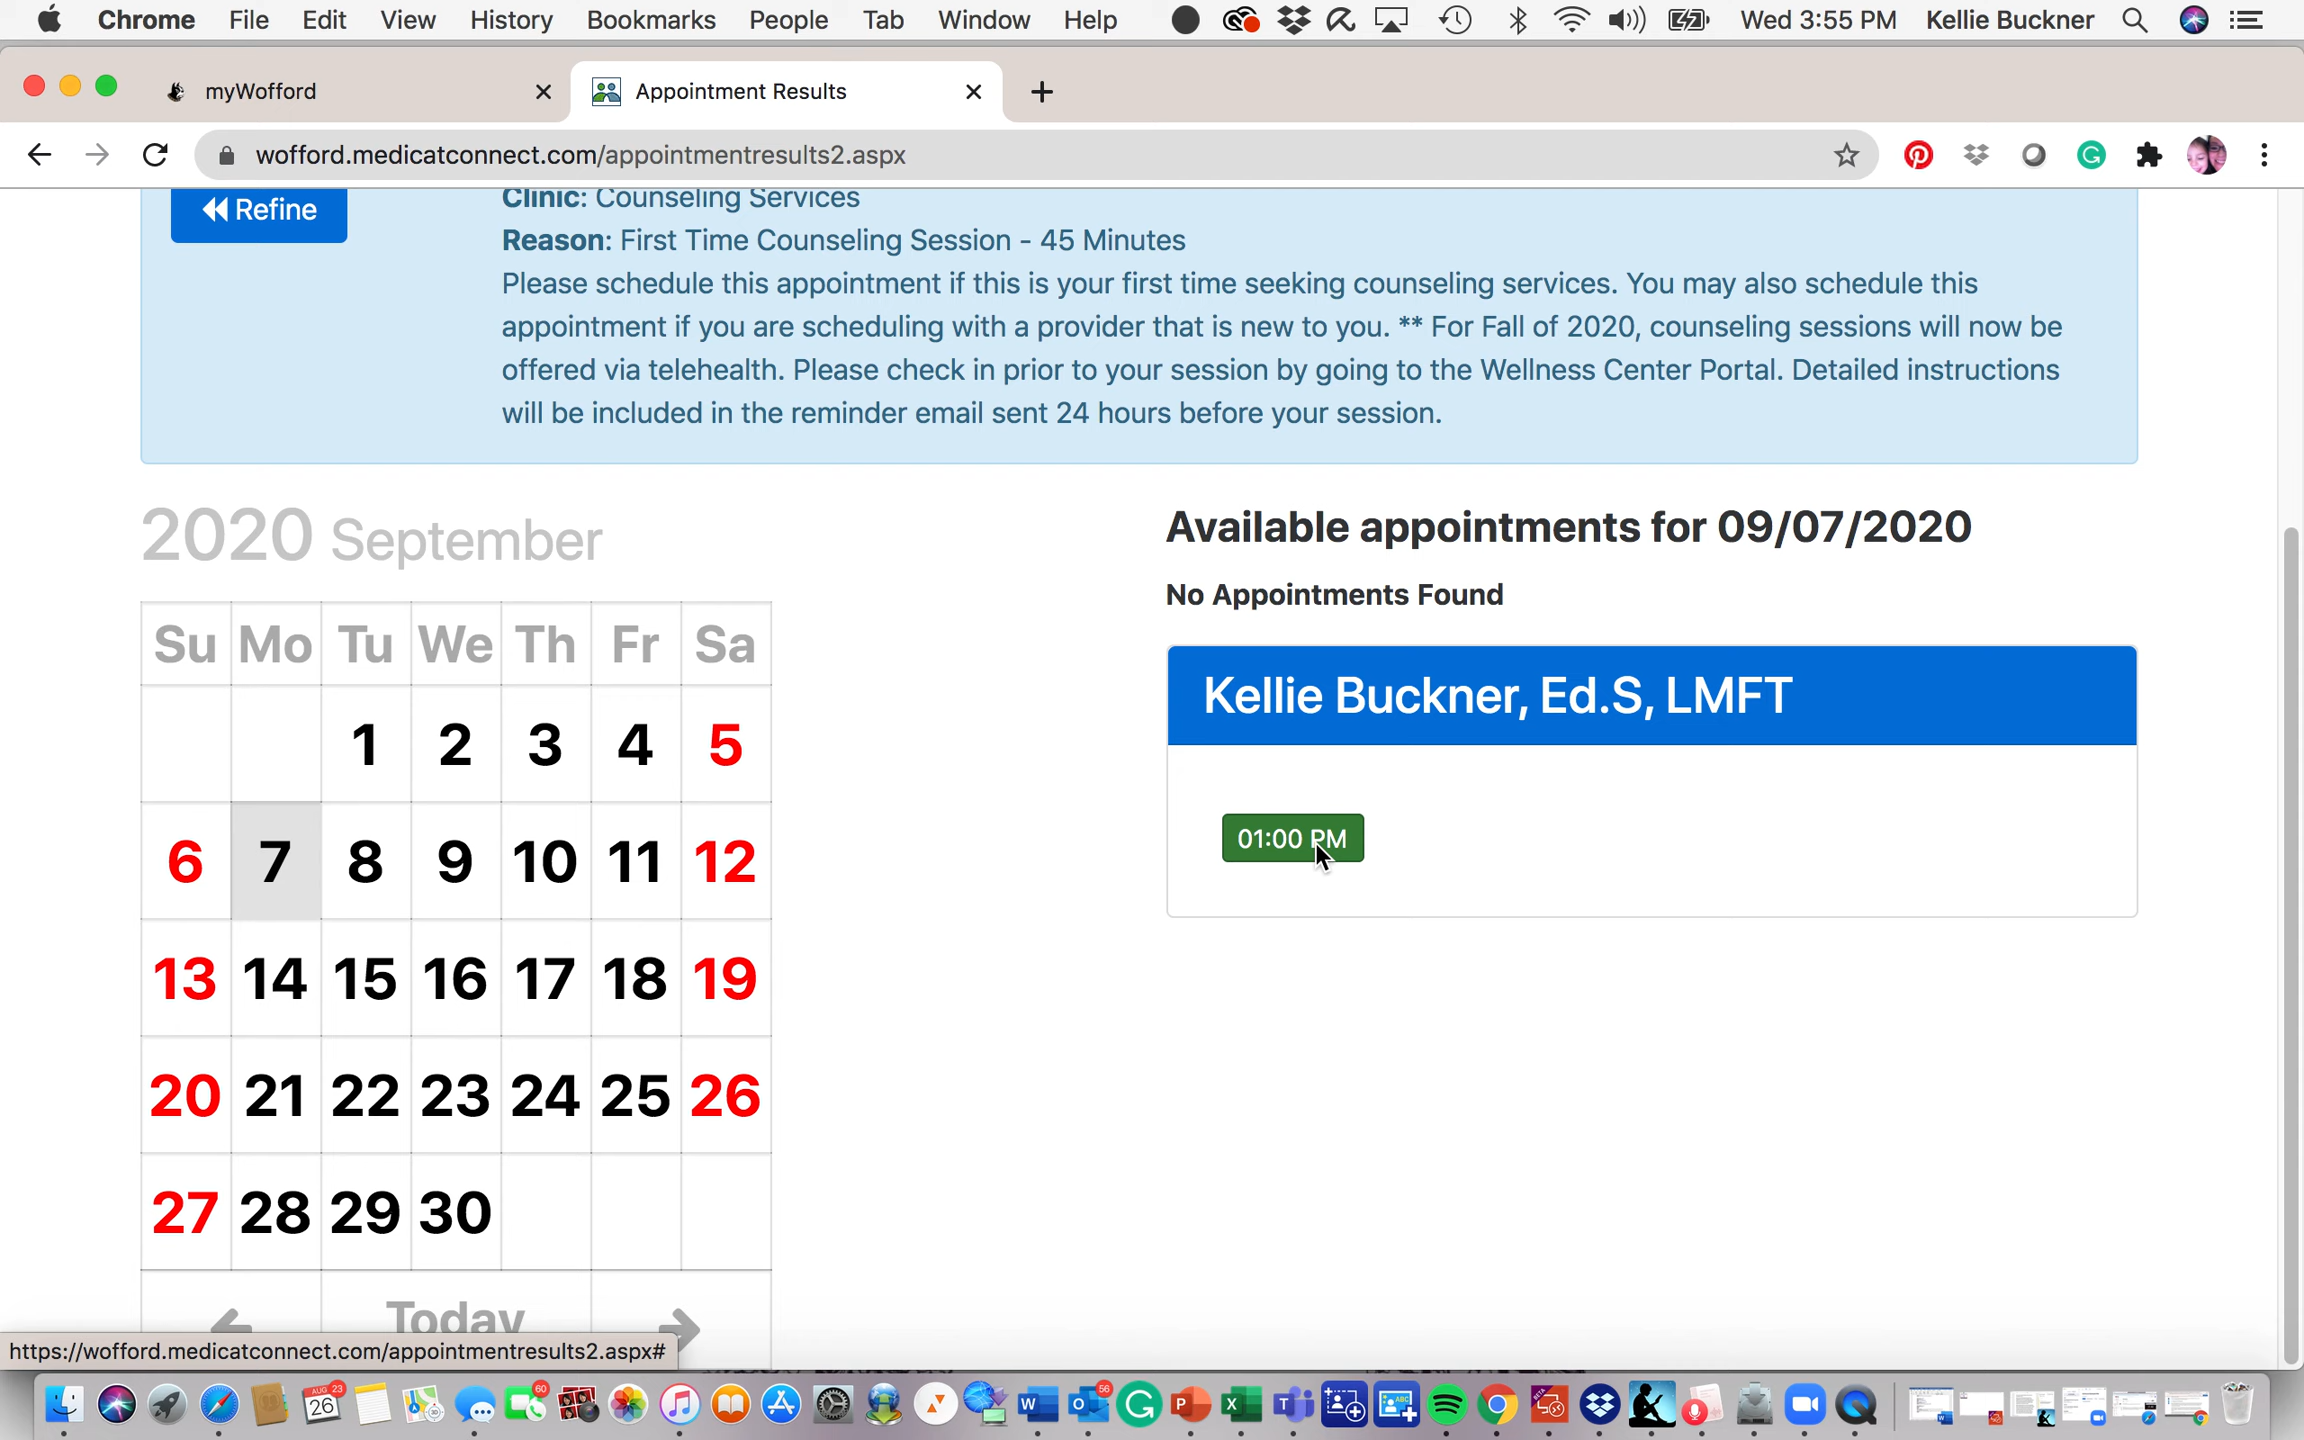 Chrome File Edit View History Bookmarks People Tab Window Help Wed 3:55 PM Kellie Buckner
myWofford
Appointment Results
wofford.medicatconnect.com/appointmentresults2.aspx
Refine
Clinic: Counseling Services
Reason: First Time Counseling Session - 45 Minutes
Please schedule this appointment if this is your first time seeking counseling services. You may also schedule this
appointment if you are scheduling with a provider that is new to you. ** For Fall of 2020, counseling sessions will now be
offered via telehealth. Please check in prior to your session by going to the Wellness Center Portal. Detailed instructions
will be included in the reminder email sent 24 hours before your session.
2020 September
Su Mo Tu We Th Fr Sa
1 2 3 4 5
6 7 8 9 10 11 12
13 14 15 16 17 18 19
20 21 22 23 24 25 26
27 28 29 30
Today
Available appointments for 09/07/2020
No Appointments Found
Kellie Buckner, Ed.S, LMFT
01:00 PM
https://wofford.medicatconnect.com/appointmentresults2.aspx#
AUG 23
26
60
56